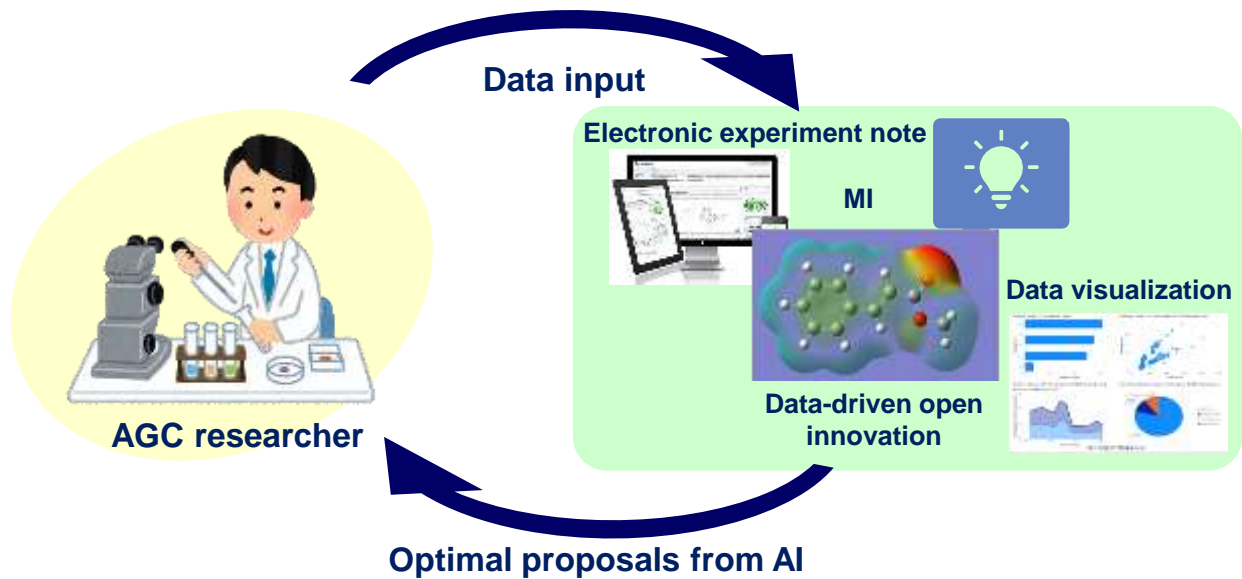 Data input
Electronic experiment note
MI
Data visualization
Data-driven open
innovation
AGC researcher
Optimal proposals from AI